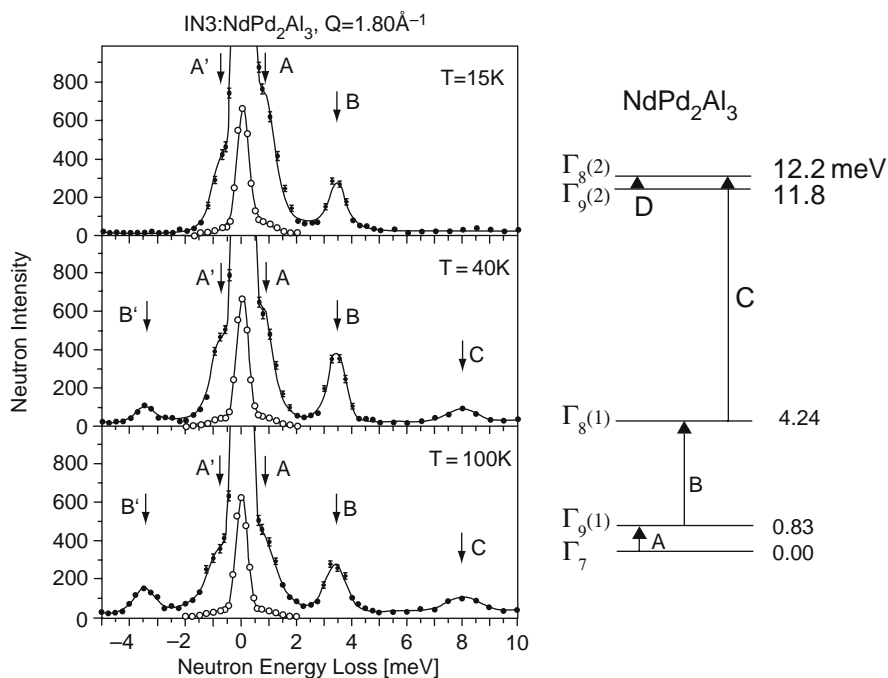 IN3:NdPd₂Al₃, Q=1.80Å⁻¹
Neutron Intensity
800
600
400
200
0
A'
A
B
T=15K
800
600
400
200
0
B'
A'
A
B
C
T=40K
800
600
400
200
0
B'
A'
A
B
C
T=100K
–4 –2 0 2 4 6 8 10
Neutron Energy Loss [meV]
NdPd₂Al₃
Γ₈(2) 12.2 meV
Γ₉(2) 11.8
D
C
Γ₈(1) 4.24
B
Γ₉(1) 0.83
A
Γ₇ 0.00